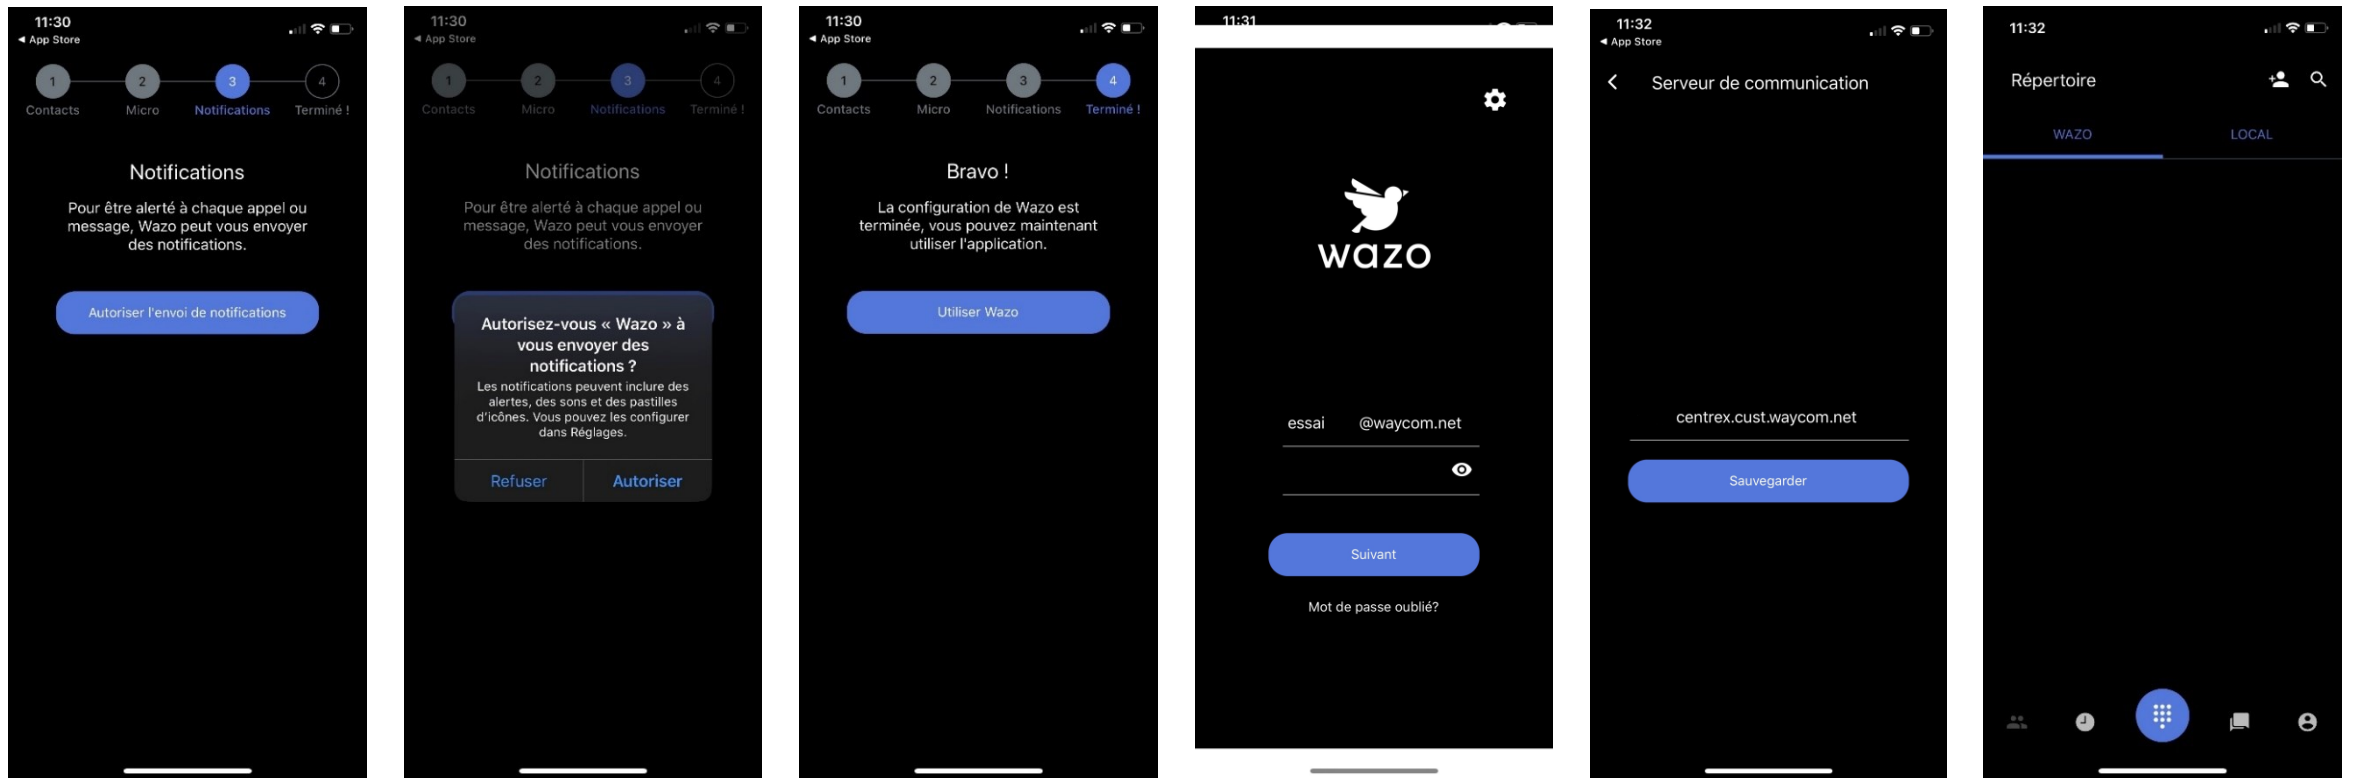 11:30
App Store
1
2
3
4
Contacts
Micro
Notifications
Terminé !
Notifications
Pour être alerté à chaque appel ou
message, Wazo peut vous envoyer
des notifications.
Autoriser l'envoi de notifications
11:30
App Store
1
2
3
4
Contacts
Micro
Notifications
Terminé !
Notifications
Pour être alerté à chaque appel ou
message, Wazo peut vous envoyer
des notifications.
Autorisez-vous « Wazo » à
vous envoyer des
notifications ?
Les notifications peuvent inclure des
alertes, des sons et des pastilles
d'icônes. Vous pouvez les configurer
dans Réglages.
Refuser
Autoriser
11:30
App Store
1
2
3
4
Contacts
Micro
Notifications
Terminé !
Bravo !
La configuration de Wazo est
terminée, vous pouvez maintenant
utiliser l'application.
Utiliser Wazo
11:31
wazo
essai @waycom.net
Suivant
Mot de passe oublié?
11:32
App Store
Serveur de communication
centrex.cust.waycom.net
Sauvegarder
11:32
Répertoire
WAZO
LOCAL